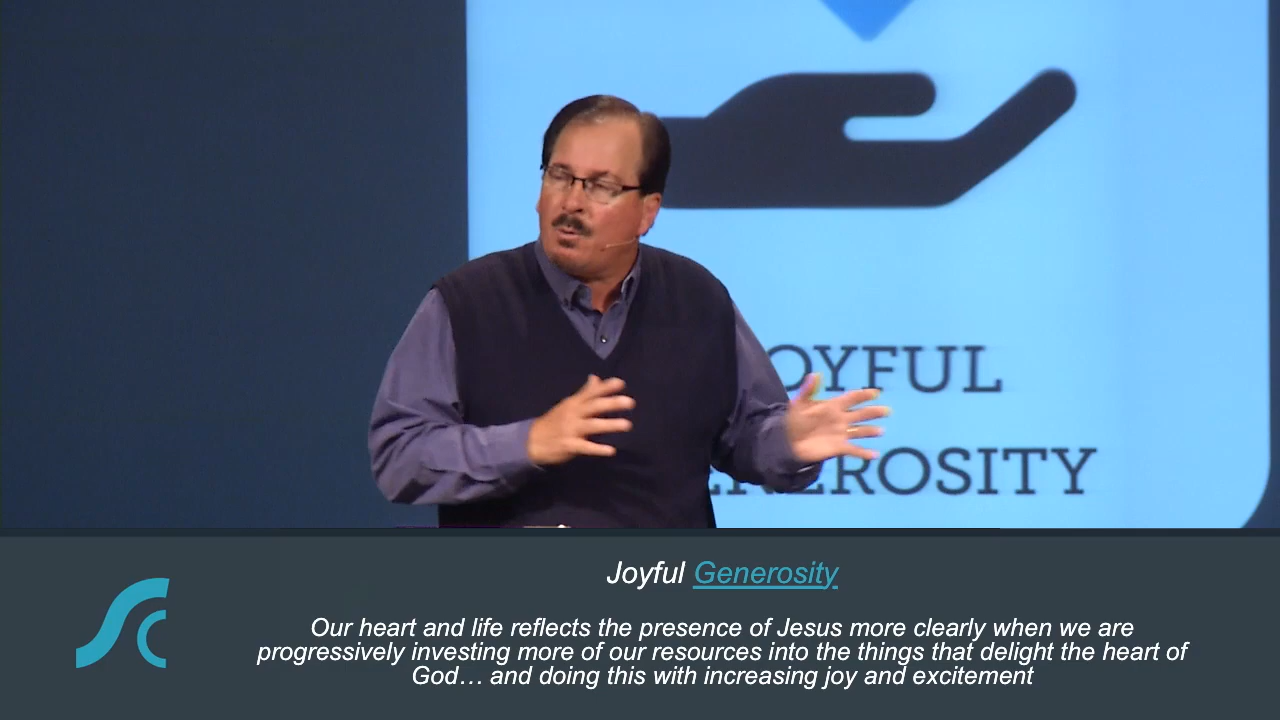 OYFUL
EROSITY
Joyful Generosity
Our heart and life reflects the presence of Jesus more clearly when we are
progressively investing more of our resources into the things that delight the heart of
God… and doing this with increasing joy and excitement